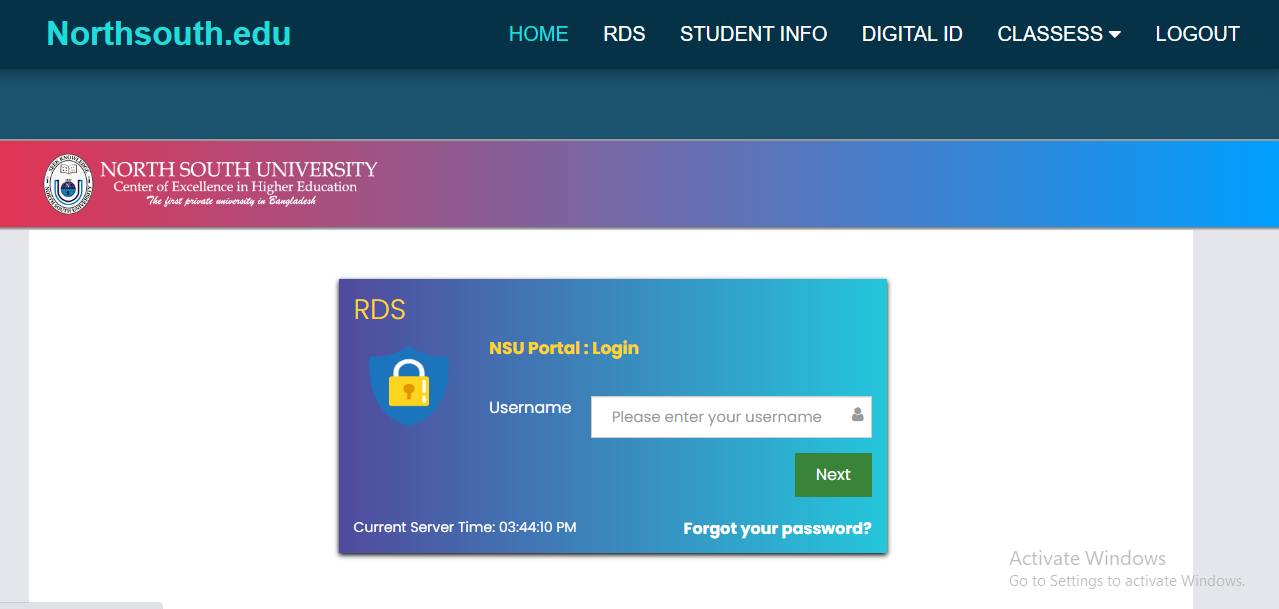 Northsouth.edu HOME RDS STUDENT INFO DIGITAL ID CLASSESS LOGOUT
NORTH SOUTH UNIVERSITY
Center of Excellence in Higher Education
The first private university in Bangladesh
RDS
NSU Portal : Login
Username Please enter your username
Next
Current Server Time: 03:44:10 PM Forgot your password?
Activate Windows
Go to Settings to activate Windows.